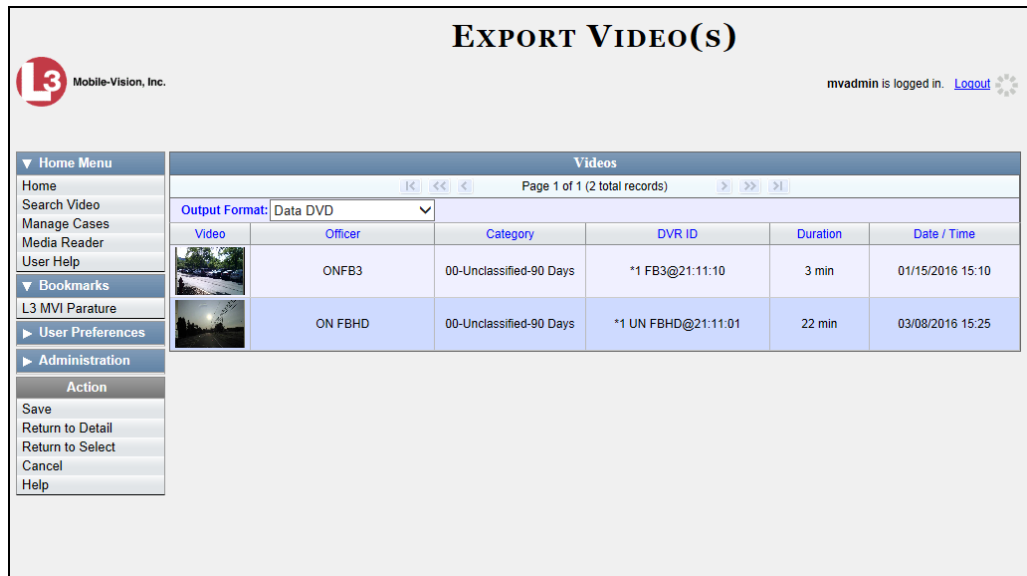 EXPORT VIDEO(S)
L3 Mobile-Vision, Inc.
mvadmin is logged in. Logout
Home Menu
Home
Search Video
Manage Cases
Media Reader
User Help
Bookmarks
L3 MVI Parature
User Preferences
Administration
Action
Save
Return to Detail
Return to Select
Cancel
Help
Videos
|< << < Page 1 of 1 (2 total records) > >> >|
Output Format: Data DVD
Video Officer Category DVR ID Duration Date / Time
ONFB3 00-Unclassified-90 Days *1 FB3@21:11:10 3 min 01/15/2016 15:10
ON FBHD 00-Unclassified-90 Days *1 UN FBHD@21:11:01 22 min 03/08/2016 15:25